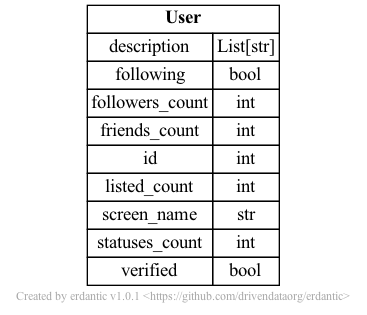 User
description List[str]
following bool
followers_count int
friends_count int
id int
listed_count int
screen_name str
statuses_count int
verified bool
Created by erdantic v1.0.1 <https://github.com/drivendataorg/erdantic>